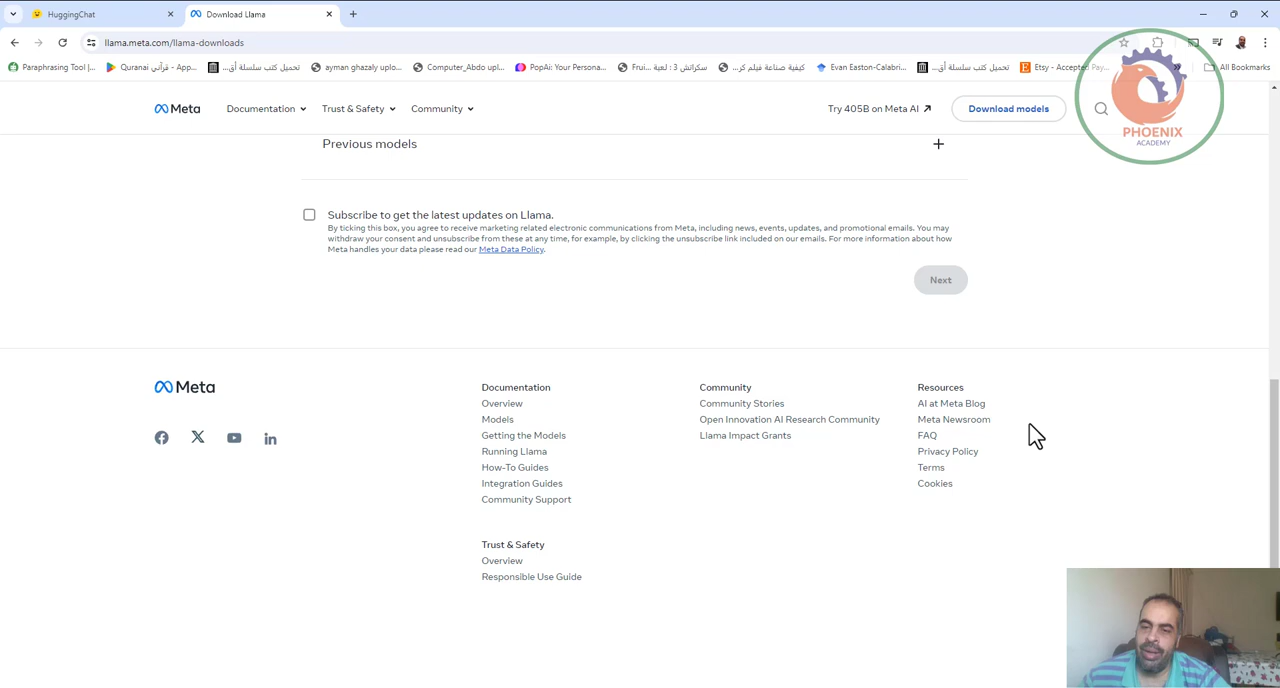 HuggingChat
Download Llama
llama.meta.com/llama-downloads
Paraphrasing Tool |...
Quranai - قرآني - App...
تحميل كتب سلسلة أق...
ayman ghazaly uplo...
Computer_Abdo upl...
PopAi: Your Persona...
سكراتش 3 : لعبة Frui...
كيفية صناعة فيلم كر...
Evan Easton-Calabri...
تحميل كتب سلسلة أق...
Etsy - Accepted Pay...
All Bookmarks
Meta
Documentation
Trust & Safety
Community
Try 405B on Meta AI
Download models
PHOENIX
ACADEMY
Previous models
Subscribe to get the latest updates on Llama.
By ticking this box, you agree to receive marketing related electronic communications from Meta, including news, events, updates, and promotional emails. You may
withdraw your consent and unsubscribe from these at any time, for example, by clicking the unsubscribe link included on our emails. For more information about how
Meta handles your data please read our Meta Data Policy.
Next
Meta
Documentation
Overview
Models
Getting the Models
Running Llama
How-To Guides
Integration Guides
Community Support
Trust & Safety
Overview
Responsible Use Guide
Community
Community Stories
Open Innovation AI Research Community
Llama Impact Grants
Resources
AI at Meta Blog
Meta Newsroom
FAQ
Privacy Policy
Terms
Cookies